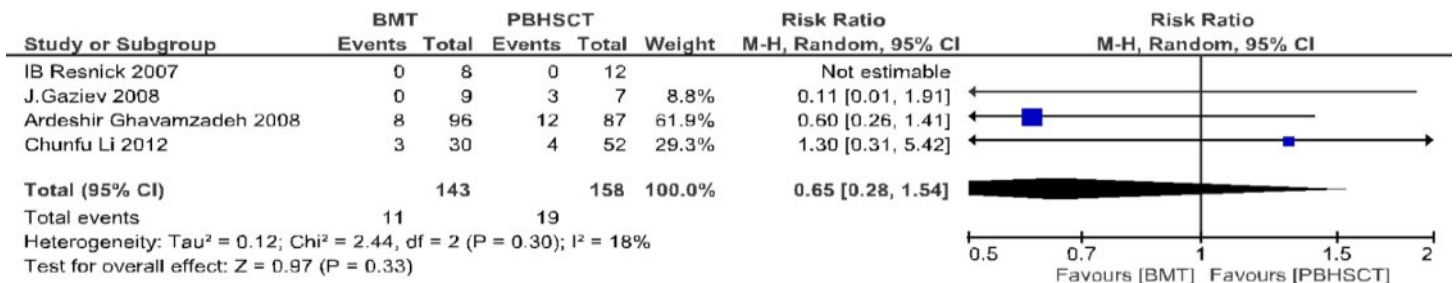 BMT PBHSCT Risk Ratio Risk Ratio
Study or Subgroup Events Total Events Total Weight M-H, Random, 95% CI M-H, Random, 95% CI
IB Resnick 2007 0 8 0 12 Not estimable
J.Gaziev 2008 0 9 3 7 8.8% 0.11 [0.01, 1.91]
Ardeshir Ghavamzadeh 2008 8 96 12 87 61.9% 0.60 [0.26, 1.41]
Chunfu Li 2012 3 30 4 52 29.3% 1.30 [0.31, 5.42]
Total (95% CI) 143 158 100.0% 0.65 [0.28, 1.54]
Total events 11 19
Heterogeneity: Tau² = 0.12; Chi² = 2.44, df = 2 (P = 0.30); I² = 18%
Test for overall effect: Z = 0.97 (P = 0.33)
0.5 0.7 1 1.5 2
Favours [BMT] Favours [PBHSCT]